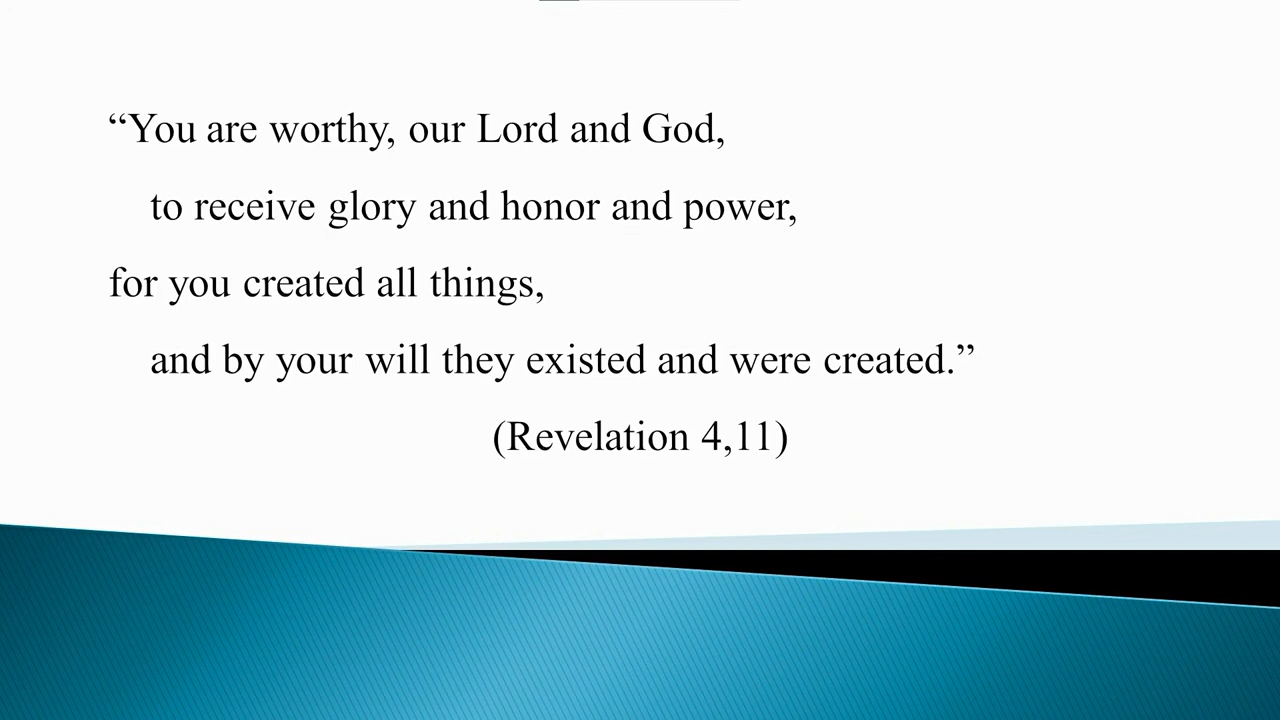 “You are worthy, our Lord and God,
to receive glory and honor and power,
for you created all things,
and by your will they existed and were created.”
(Revelation 4,11)